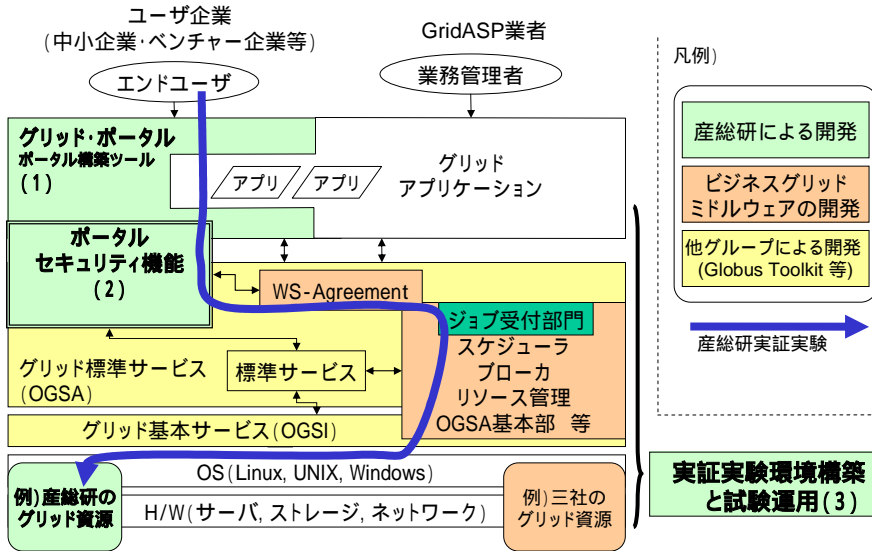 ユーザ企業
(中小企業・ベンチャー企業等)
エンドユーザ
GridASP業者
業務管理者
グリッド・ポータル
ポータル構築ツール
(1)
アプリ
アプリ
グリッド
アプリケーション
ポータル
セキュリティ機能
(2)
WS-Agreement
ジョブ受付部門
スケジューラ
ブローカ
リソース管理
OGSA基本部 等
グリッド標準サービス
(OGSA)
標準サービス
グリッド基本サービス(OGSI)
OS(Linux, UNIX, Windows)
H/W(サーバ, ストレージ, ネットワーク)
例)産総研の
グリッド資源
例)三社の
グリッド資源
凡例)
産総研による開発
ビジネスグリッド
ミドルウェアの開発
他グループによる開発
(Globus Toolkit 等)
産総研実証実験
実証実験環境構築
と試験運用(3)